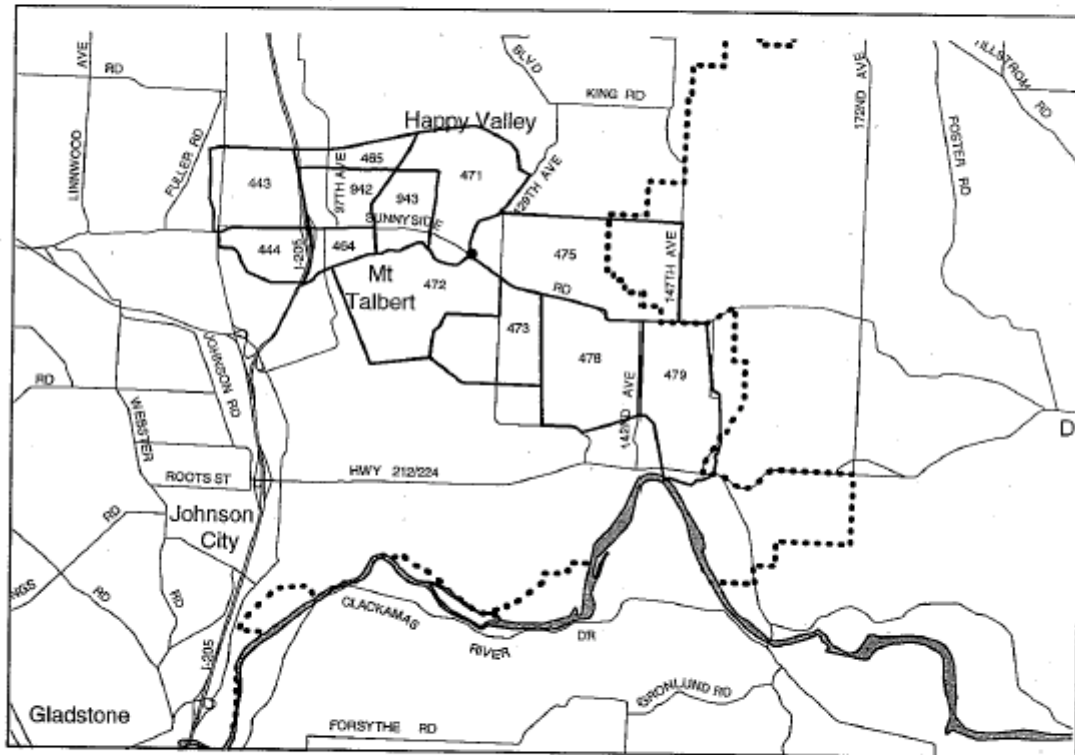 AVE
RD
LINNWOOD
FULLER RD
BLVD
KING RD
172ND AVE
TILLSTROM
RD
FOSTER RD
Happy Valley
465
443
97TH AVE
942
943
471
129TH AVE
SUNNYSIDE
444
I-205
464
475
147TH AVE
Mt
Talbert
472
RD
473
478
479
142ND AVE
JOHNSON RD
RD
WEBSTER
D
HWY 212/224
ROOTS ST
RD
Johnson
City
NGS
RD
RD
CLACKAMAS
RIVER
DR
I-205
GRONLUND RD
Gladstone
FORSYTHE RD